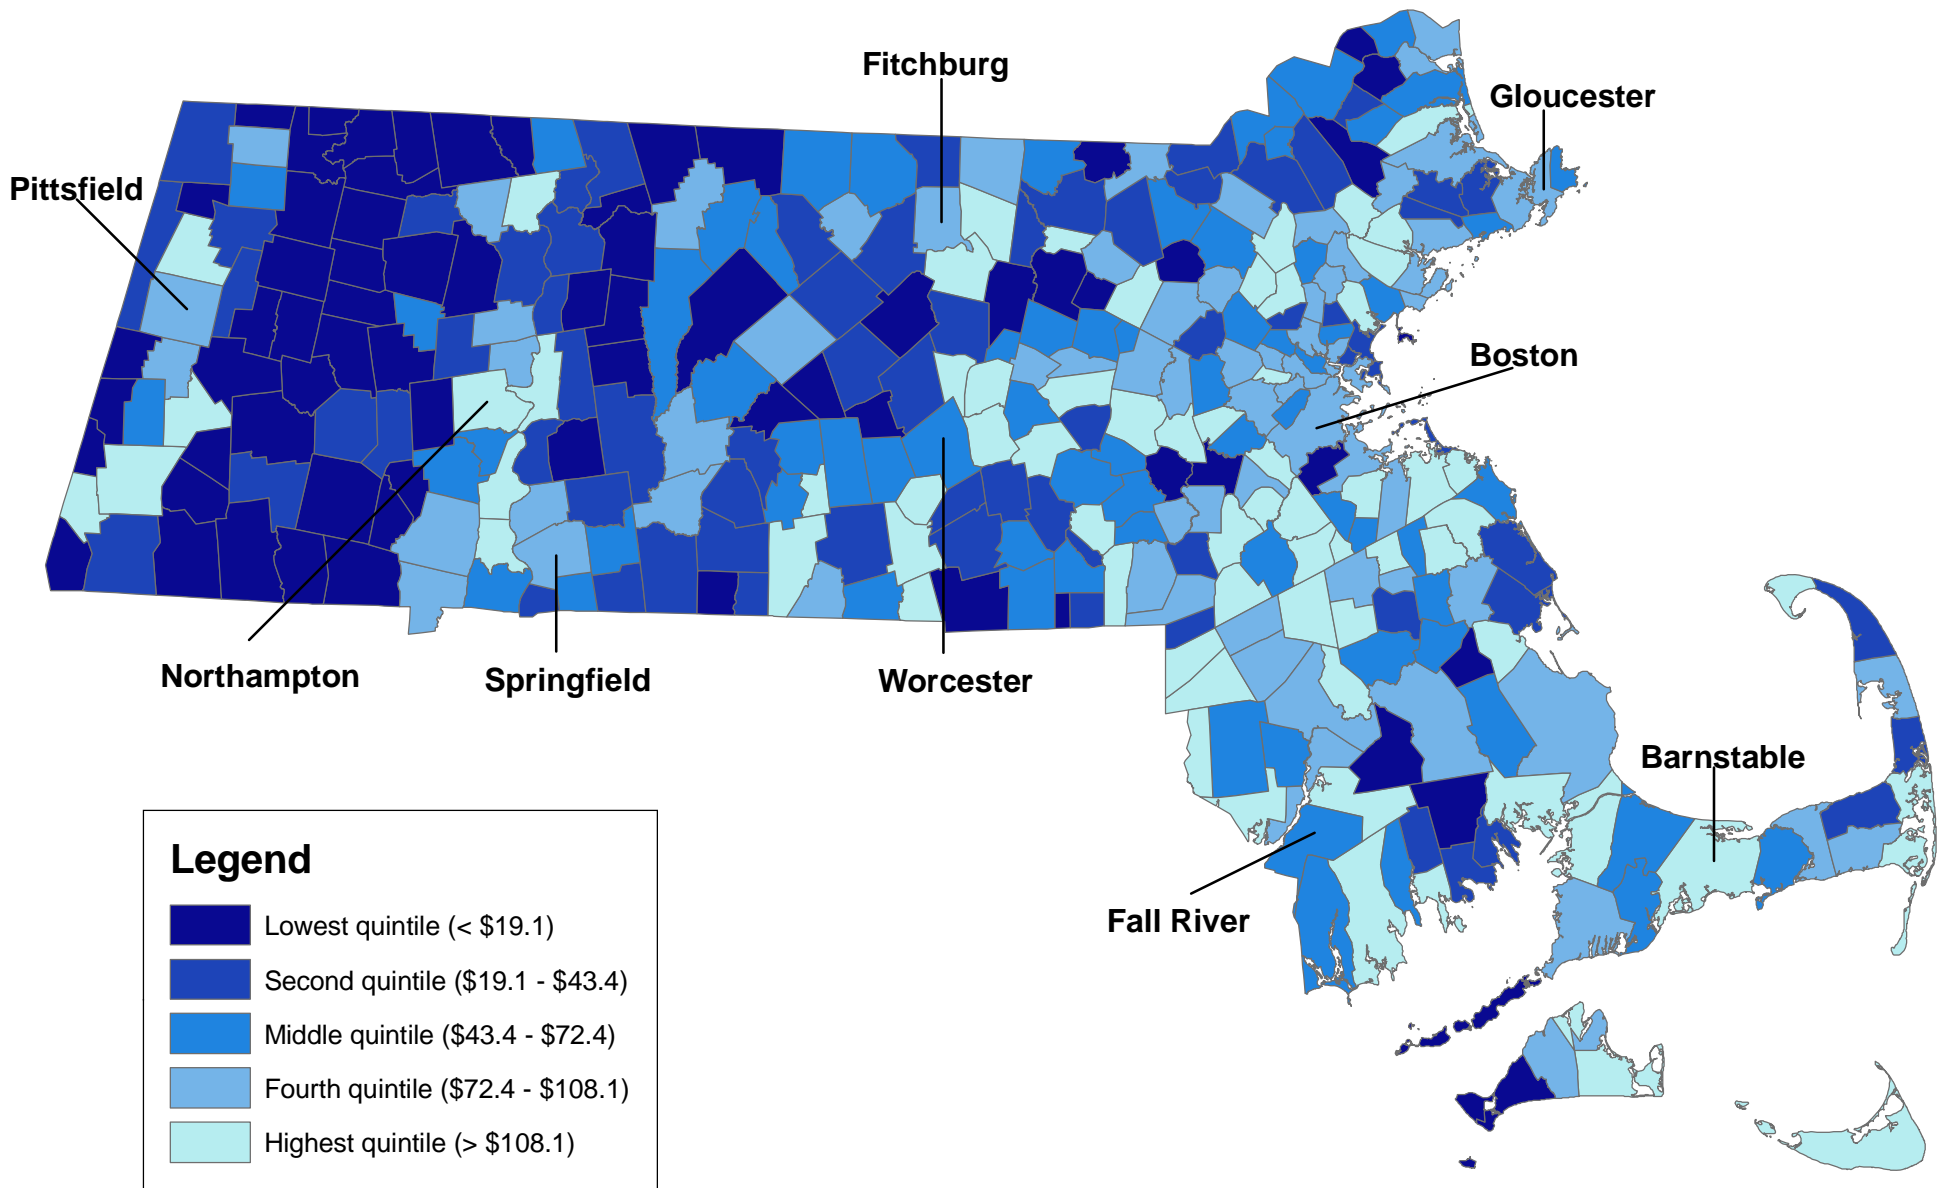 Fitchburg
Gloucester
Pittsfield
Boston
Northampton
Springfield
Worcester
Barnstable
Fall River
Legend
Lowest quintile (< $19.1)
Second quintile ($19.1 - $43.4)
Middle quintile ($43.4 - $72.4)
Fourth quintile ($72.4 - $108.1)
Highest quintile (> $108.1)